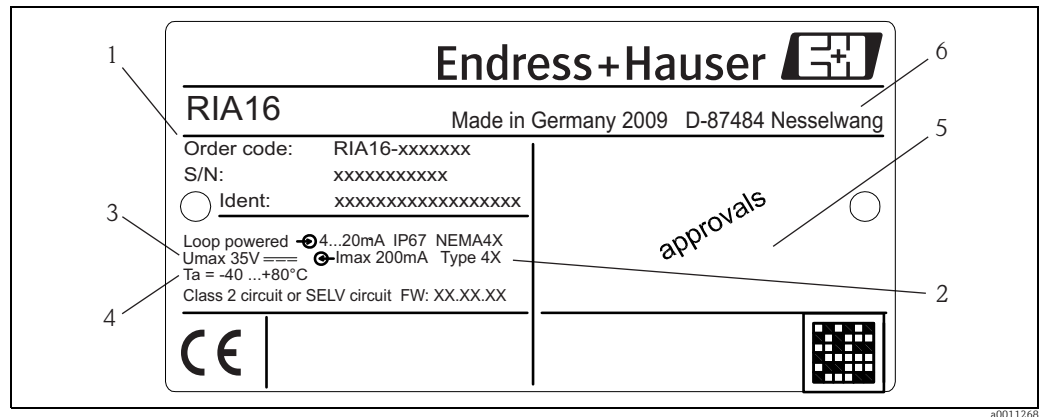 Endress+Hauser
RIA16
Made in Germany 2009 D-87484 Nesselwang
Order code: RIA16-xxxxxxx
S/N: xxxxxxxxxxx
Ident: xxxxxxxxxxxxxxxxxx
Loop powered 4...20mA IP67 NEMA4X
Umax 35V Imax 200mA Type 4X
Ta = -40 ...+80°C
Class 2 circuit or SELV circuit FW: XX.XX.XX
approvals
CE
1
2
3
4
5
6
a0011268